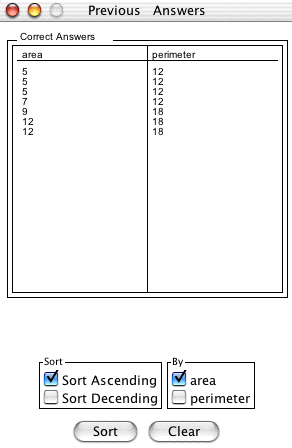 Previous Answers
Correct Answers
area perimeter
5 12
5 12
5 12
7 12
9 18
12 18
12 18
Sort By
Sort Ascending area
Sort Decending perimeter
Sort Clear